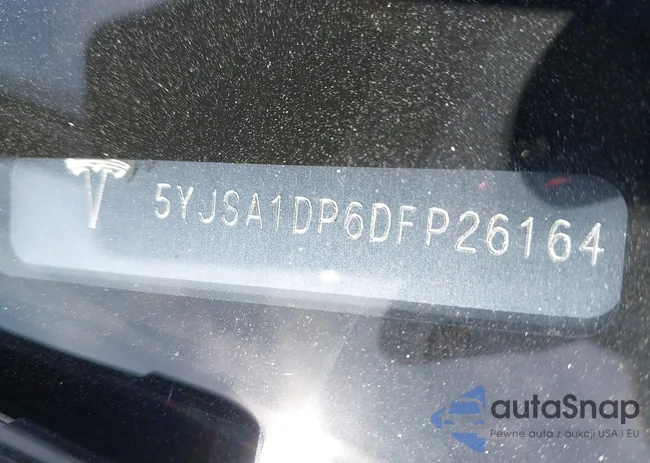 5YJSA1DP6DFP26164
autaSnap
Pewne auta z aukcji USA i EU